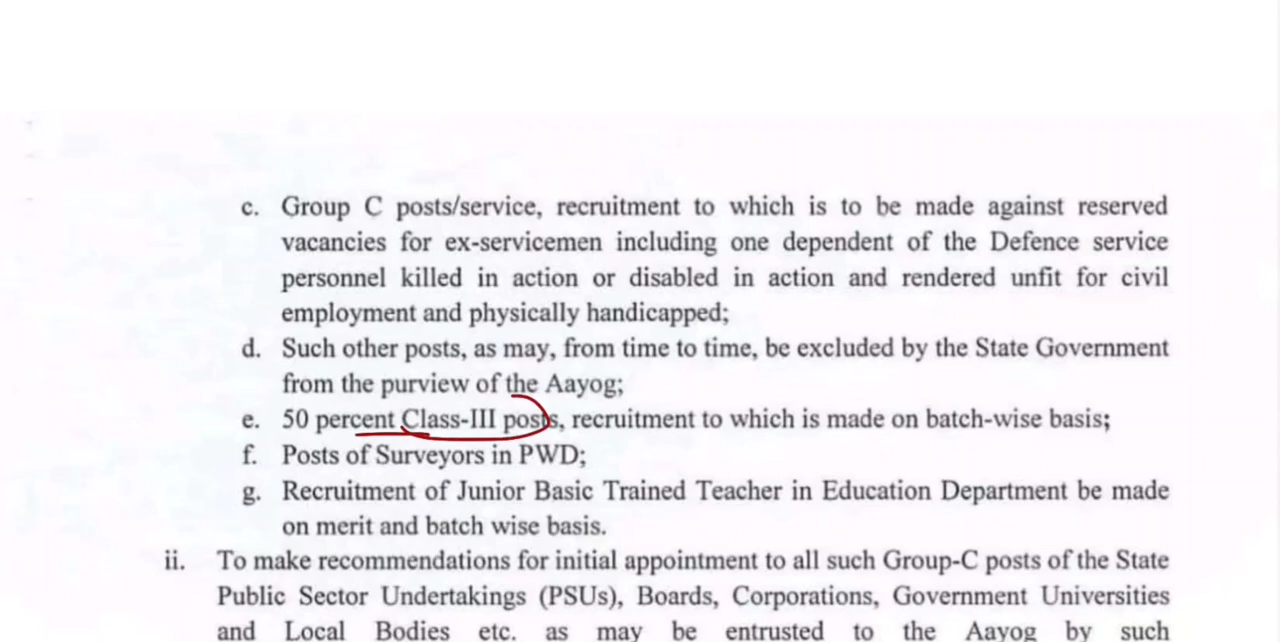 c. Group C posts/service, recruitment to which is to be made against reserved
vacancies for ex-servicemen including one dependent of the Defence service
personnel killed in action or disabled in action and rendered unfit for civil
employment and physically handicapped;
d. Such other posts, as may, from time to time, be excluded by the State Government
from the purview of the Aayog;
e. 50 percent Class-III posts, recruitment to which is made on batch-wise basis;
f. Posts of Surveyors in PWD;
g. Recruitment of Junior Basic Trained Teacher in Education Department be made
on merit and batch wise basis.
ii. To make recommendations for initial appointment to all such Group-C posts of the State
Public Sector Undertakings (PSUs), Boards, Corporations, Government Universities
and Local Bodies etc. as may be entrusted to the Aayog by such